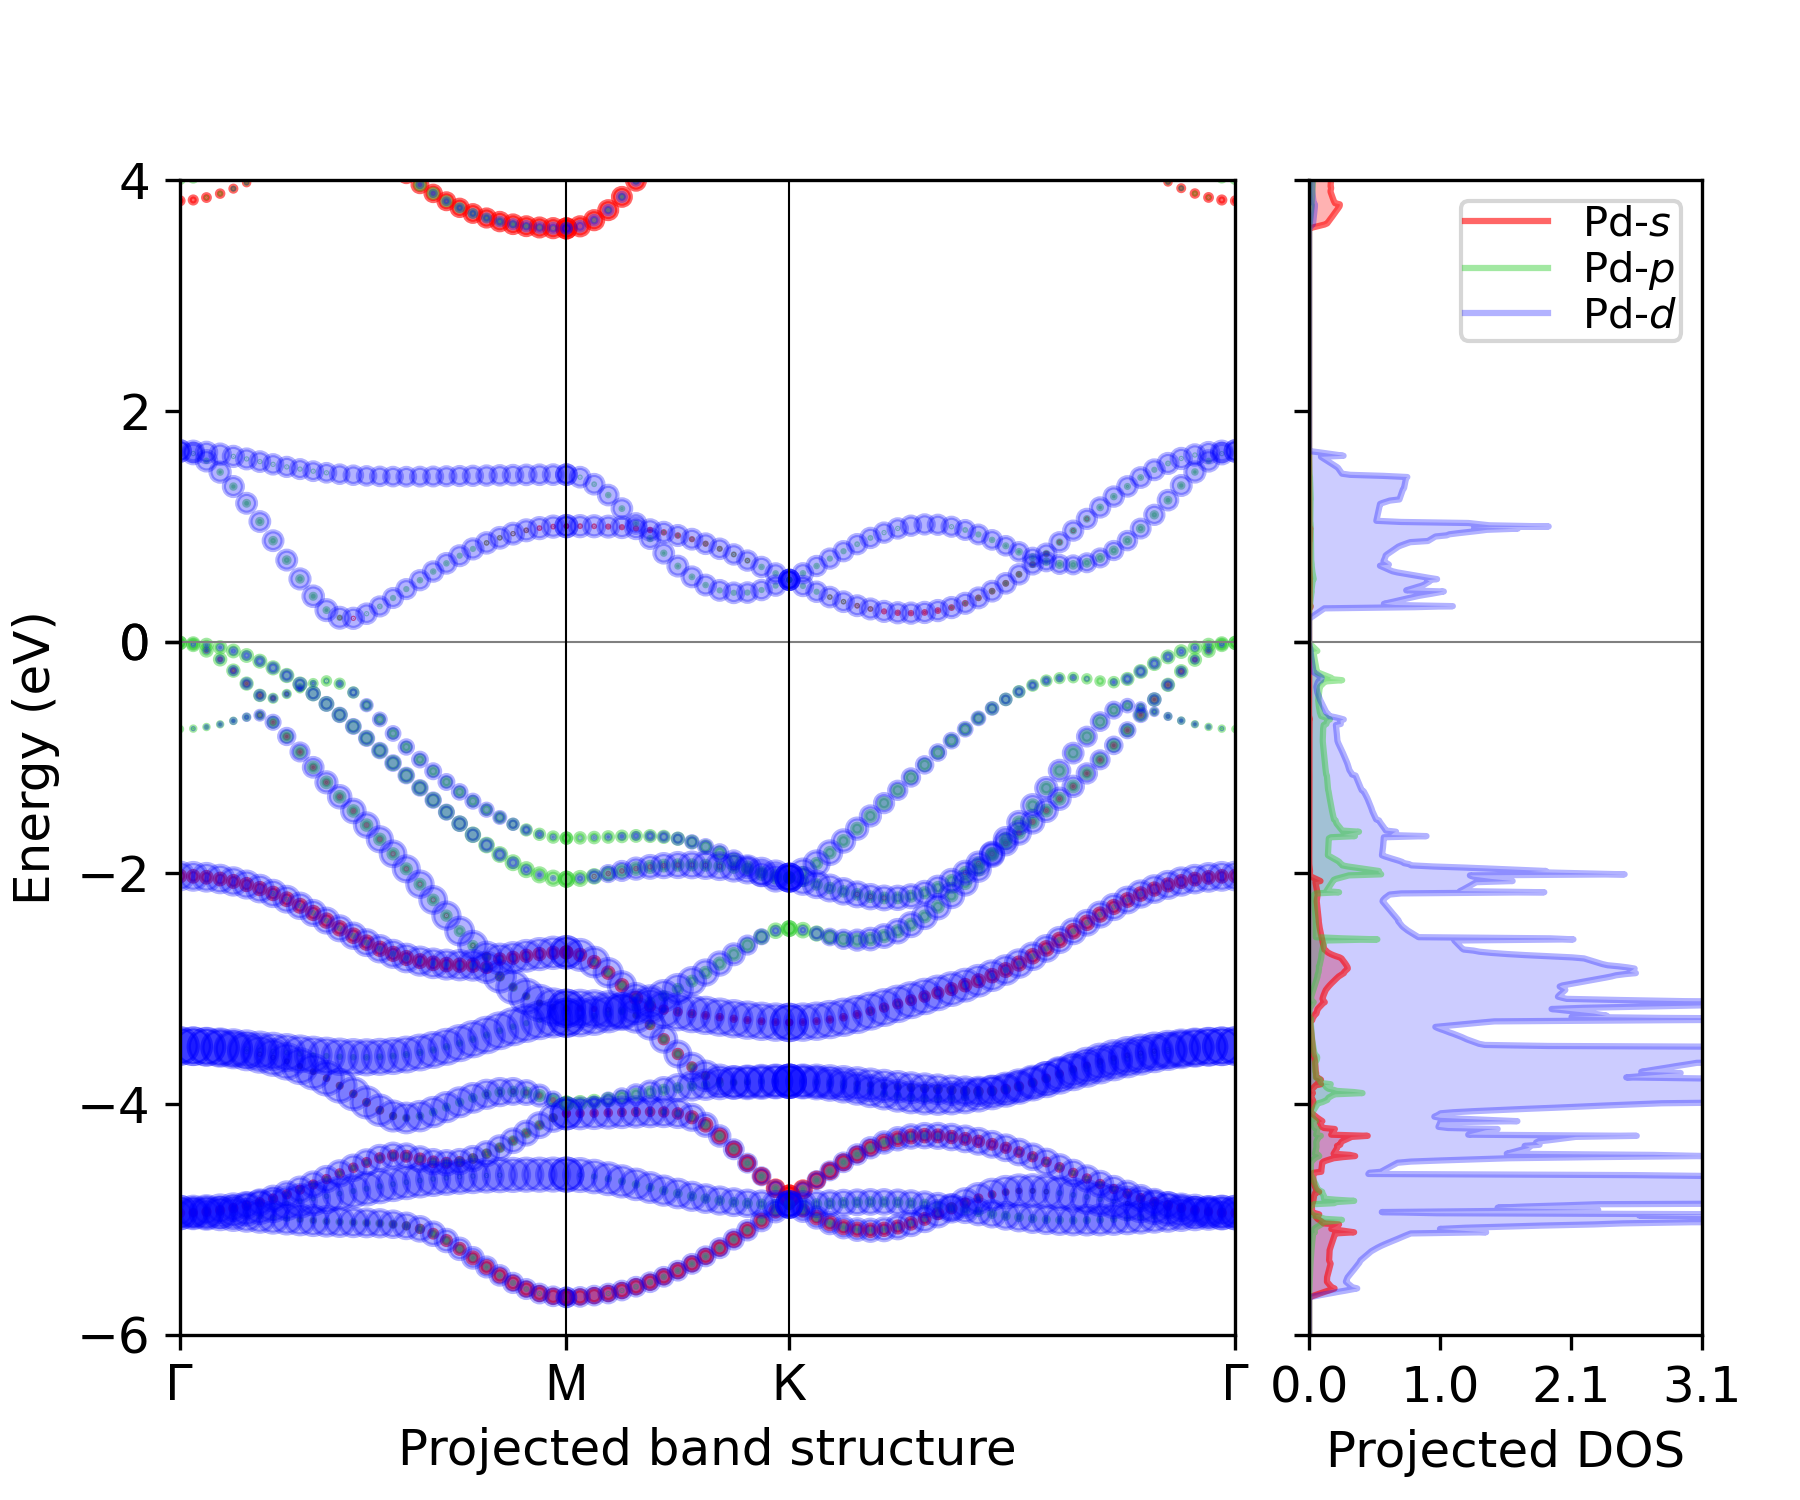 4
2
0
−2
−4
−6
Energy (eV)
Γ M K Γ
Projected band structure
Pd-s
Pd-p
Pd-d
0.0 1.0 2.1 3.1
Projected DOS